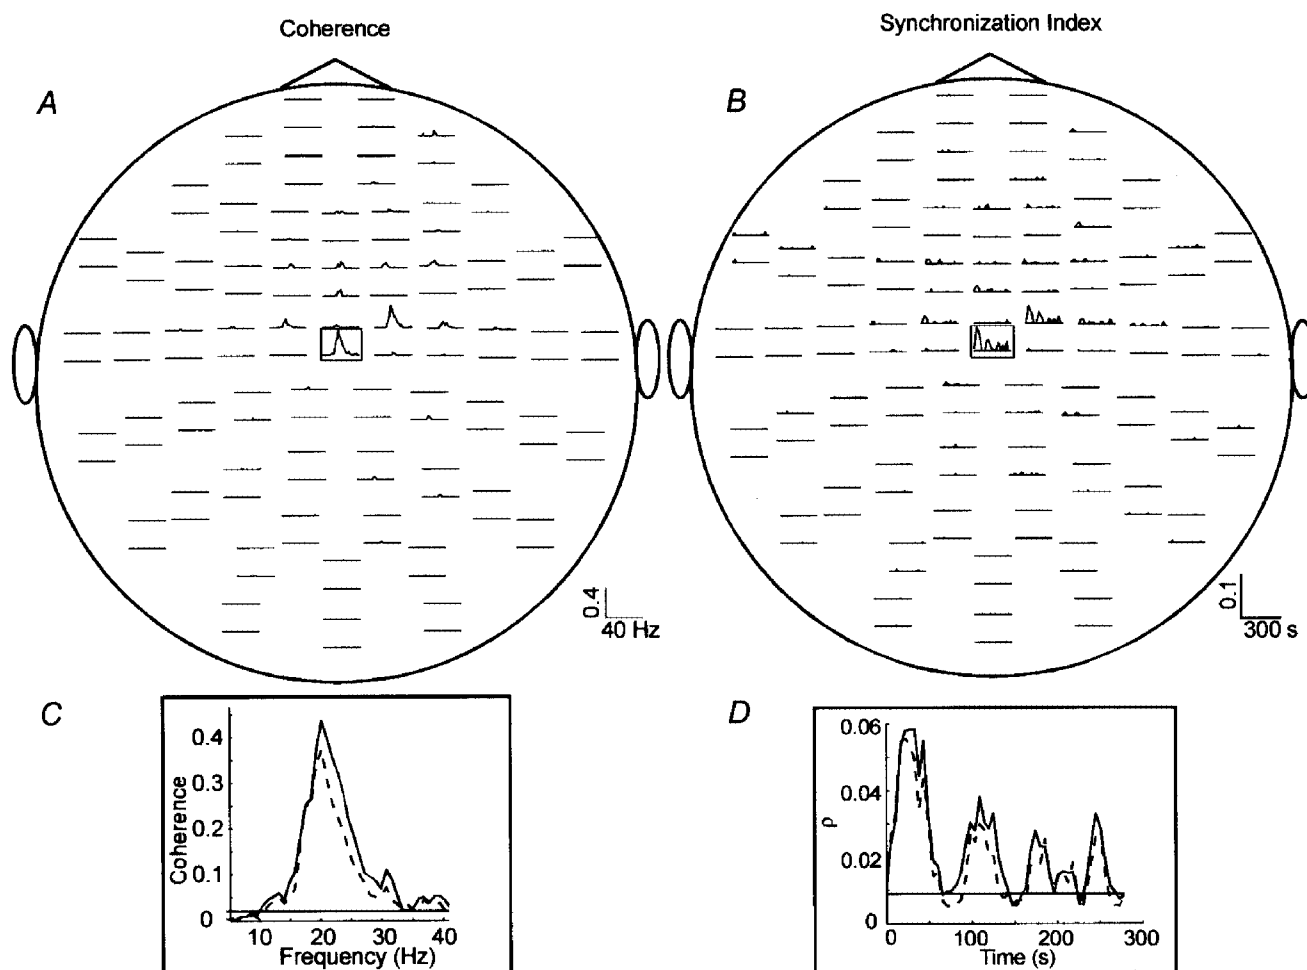 Coherence
Synchronization Index
A
B
0.4
40 Hz
0.1
300 s
C
0.4
0.3
0.2
0.1
0
10
20
30
40
Coherence
Frequency (Hz)
D
0.06
0.04
0.02
0
0
100
200
300
ρ
Time (s)